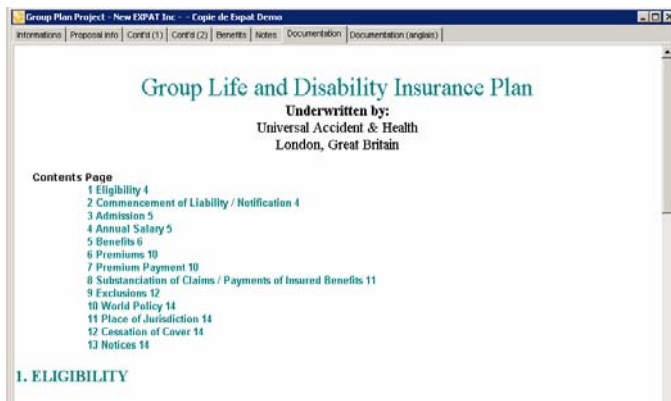 Group Plan Project - New EXPAT Inc - - Copie de Expat Demo
Informations Proposal Info Cont'd (1) Cont'd (2) Benefits Notes Documentation Documentation (anglais)
Group Life and Disability Insurance Plan
Underwritten by:
Universal Accident & Health
London, Great Britain
Contents Page
1 Eligibility 4
2 Commencement of Liability / Notification 4
3 Admission 5
4 Annual Salary 5
5 Benefits 6
6 Premiums 10
7 Premium Payment 10
8 Substanciation of Claims / Payments of Insured Benefits 11
9 Exclusions 12
10 World Policy 14
11 Place of Jurisdiction 14
12 Cessation of Cover 14
13 Notices 14
1. ELIGIBILITY